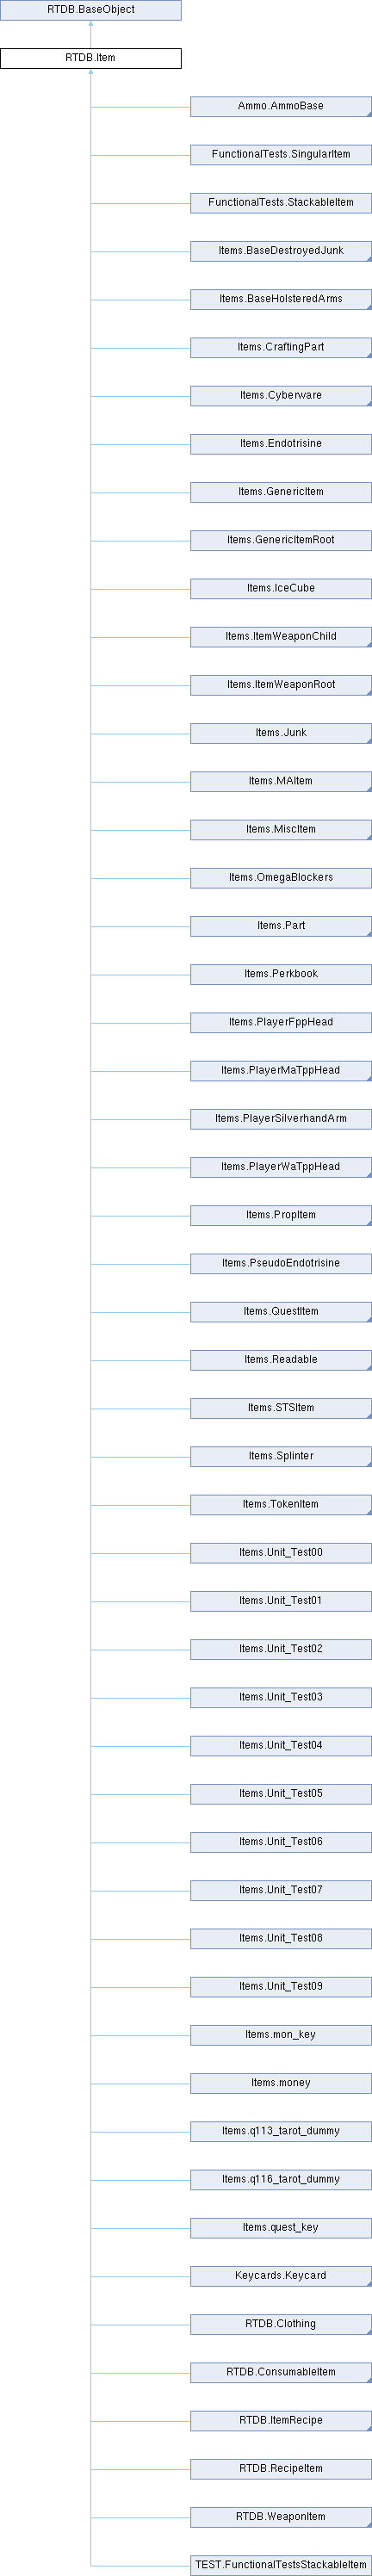 RTDB.BaseObject
RTDB.Item
Ammo.AmmoBase
FunctionalTests.SingularItem
FunctionalTests.StackableItem
Items.BaseDestroyedJunk
Items.BaseHolsteredArms
Items.CraftingPart
Items.Cyberware
Items.Endotrisine
Items.GenericItem
Items.GenericItemRoot
Items.IceCube
Items.ItemWeaponChild
Items.ItemWeaponRoot
Items.Junk
Items.MAItem
Items.MiscItem
Items.OmegaBlockers
Items.Part
Items.Perkbook
Items.PlayerFppHead
Items.PlayerMaTppHead
Items.PlayerSilverhandArm
Items.PlayerWaTppHead
Items.PropItem
Items.PseudoEndotrisine
Items.QuestItem
Items.Readable
Items.STSItem
Items.Splinter
Items.TokenItem
Items.Unit_Test00
Items.Unit_Test01
Items.Unit_Test02
Items.Unit_Test03
Items.Unit_Test04
Items.Unit_Test05
Items.Unit_Test06
Items.Unit_Test07
Items.Unit_Test08
Items.Unit_Test09
Items.mon_key
Items.money
Items.q113_tarot_dummy
Items.q116_tarot_dummy
Items.quest_key
Keycards.Keycard
RTDB.Clothing
RTDB.ConsumableItem
RTDB.ItemRecipe
RTDB.RecipeItem
RTDB.WeaponItem
TEST.FunctionalTestsStackableItem